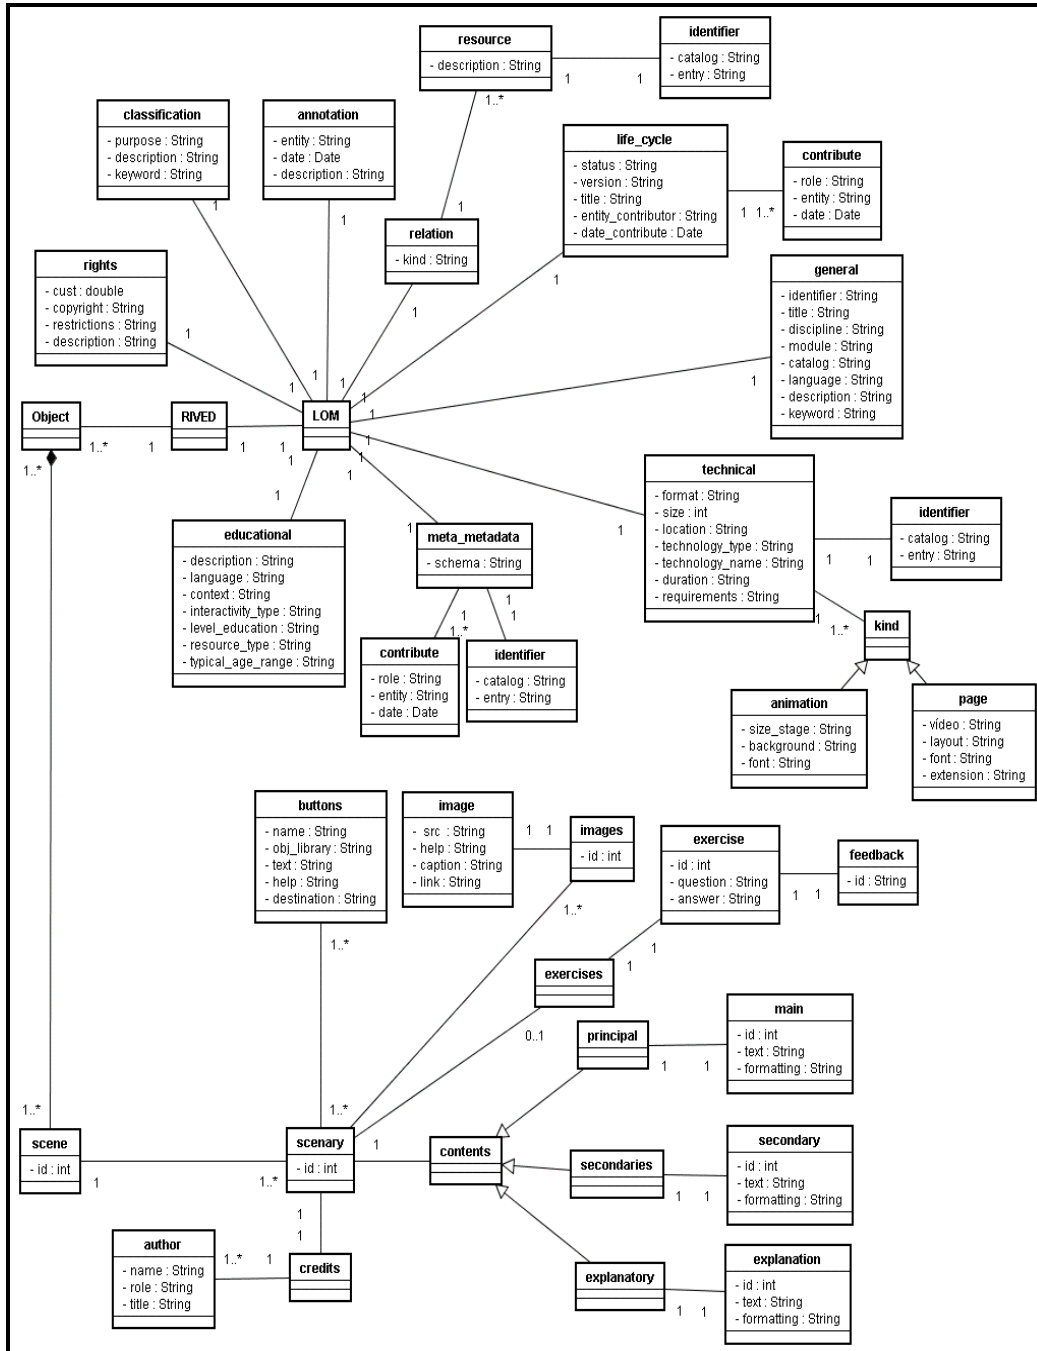 resource
- description : String
identifier
- catalog : String
- entry : String
1
1
1..*
classification
- purpose : String
- description : String
- keyword : String
1
annotation
- entity : String
- date : Date
- description : String
1
life_cycle
- status : String
- version : String
- title : String
- entity_contributor : String
- date_contribute : Date
1
1..*
1
contribute
- role : String
- entity : String
- date : Date
1
relation
- kind : String
1
rights
- cust : double
- copyright : String
- restrictions : String
- description : String
1
general
- identifier : String
- title : String
- discipline : String
- module : String
- catalog : String
- language : String
- description : String
- keyword : String
1
Object
1..*
1..*
1
RIVED
1
1
LOM
1
1
1
1
1
1
1
1
1
technical
- format : String
- size : int
- location : String
- technology_type : String
- technology_name : String
- duration : String
- requirements : String
1
1
1
1
1..*
identifier
- catalog : String
- entry : String
educational
- description : String
- language : String
- context : String
- interactivity_type : String
- level_education : String
- resource_type : String
- typical_age_range : String
1
meta_metadata
- schema : String
1
1
1
1
1..*
contribute
- role : String
- entity : String
- date : Date
identifier
- catalog : String
- entry : String
kind
animation
- size_stage : String
- background : String
- font : String
page
- vídeo : String
- layout : String
- font : String
- extension : String
buttons
- name : String
- obj_library : String
- text : String
- help : String
- destination : String
1..*
image
- src : String
- help : String
- caption : String
- link : String
1
1
images
- id : int
1..*
exercise
- id : int
- question : String
- answer : String
1
1
1
1
feedback
- id : String
exercises
0..1
principal
1
1
main
- id : int
- text : String
- formatting : String
1..*
scene
- id : int
1
1..*
1..*
scenary
- id : int
1
contents
secondaries
1
1
secondary
- id : int
- text : String
- formatting : String
1
1
author
- name : String
- role : String
- title : String
1..*
1
credits
explanatory
1
1
explanation
- id : int
- text : String
- formatting : String